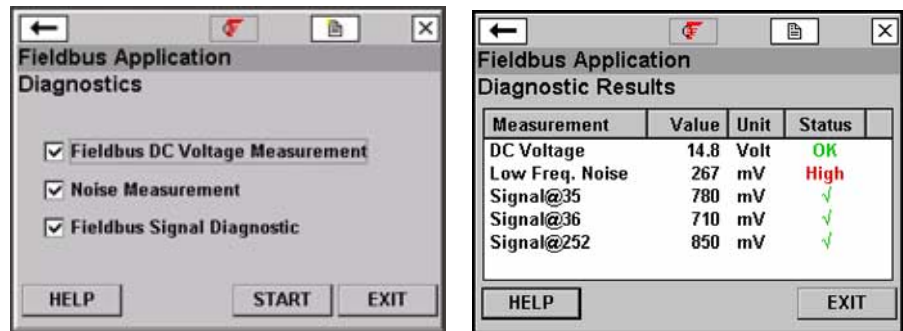 Fieldbus Application
Diagnostics
Fieldbus DC Voltage Measurement
Noise Measurement
Fieldbus Signal Diagnostic
HELP START EXIT
Fieldbus Application
Diagnostic Results
Measurement Value Unit Status
DC Voltage 14.8 Volt OK
Low Freq. Noise 267 mV High
Signal@35 780 mV √
Signal@36 710 mV √
Signal@252 850 mV √
HELP EXIT